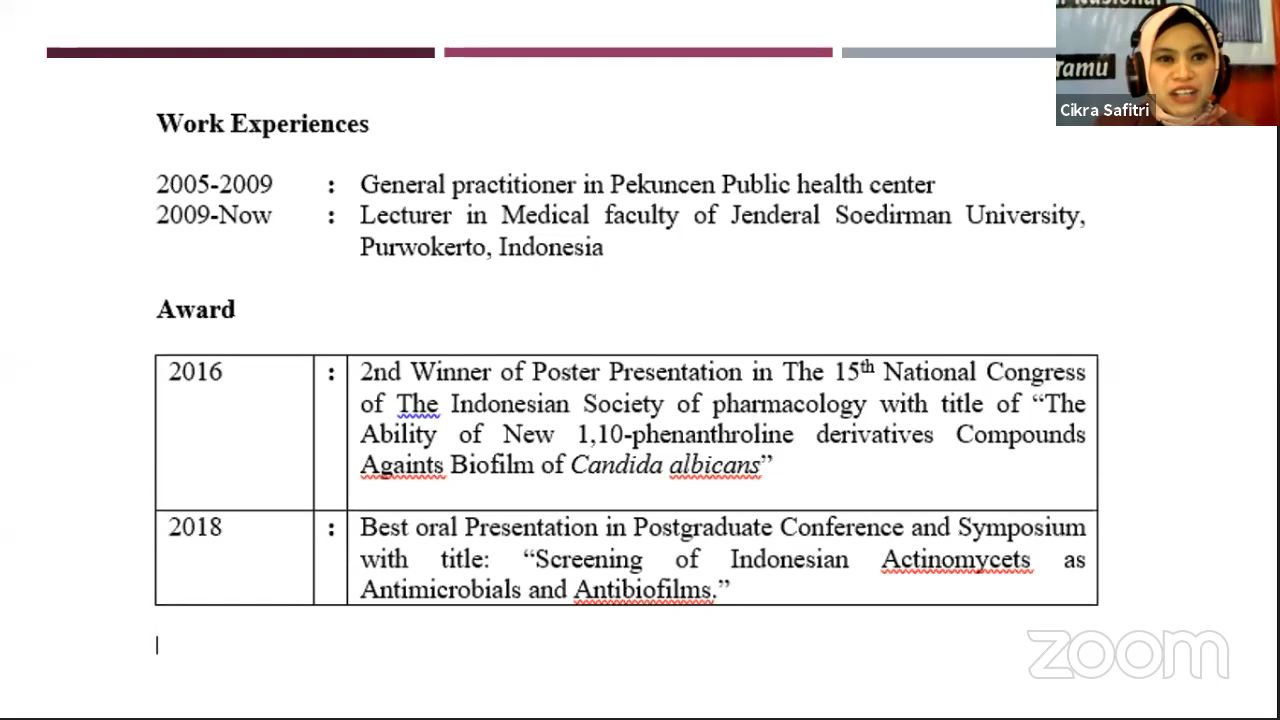 Nasional
Tamu
Cikra Safitri
Work Experiences
2005-2009 : General practitioner in Pekuncen Public health center
2009-Now : Lecturer in Medical faculty of Jenderal Soedirman University,
Purwokerto, Indonesia
Award
2016 : 2nd Winner of Poster Presentation in The 15th National Congress
of The Indonesian Society of pharmacology with title of “The
Ability of New 1,10-phenanthroline derivatives Compounds
Againts Biofilm of Candida albicans”
2018 : Best oral Presentation in Postgraduate Conference and Symposium
with title: “Screening of Indonesian Actinomycets as
Antimicrobials and Antibiofilms.”
zoom